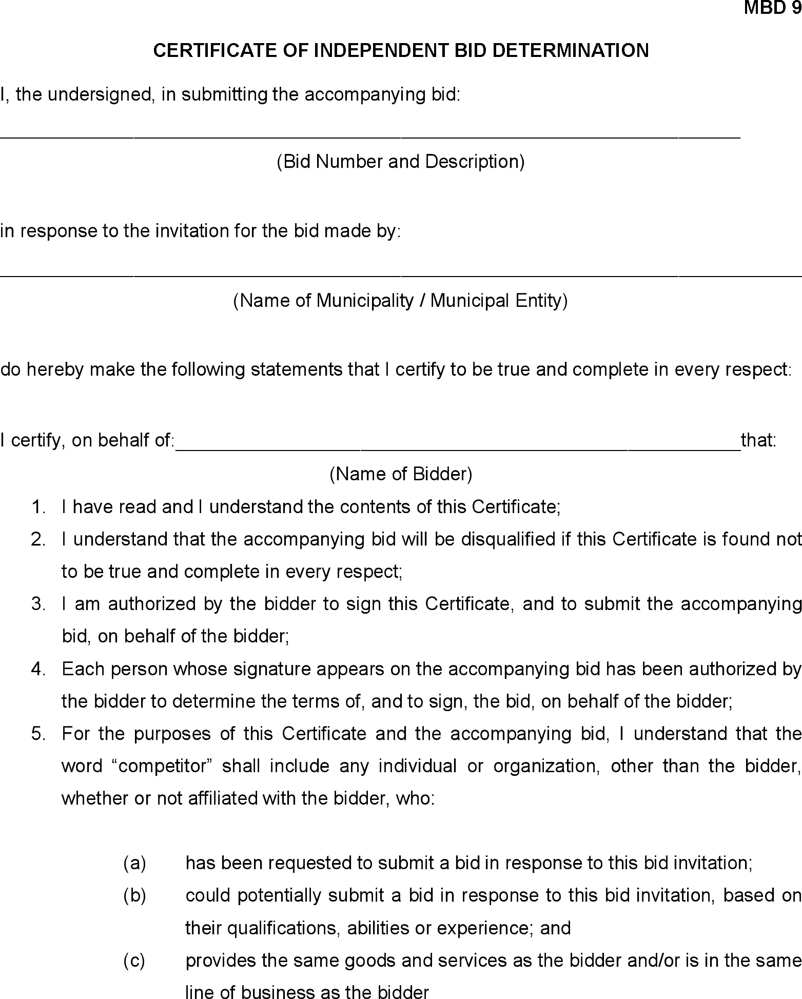 MBD 9
CERTIFICATE OF INDEPENDENT BID DETERMINATION
I, the undersigned, in submitting the accompanying bid:
(Bid Number and Description)
in response to the invitation for the bid made by:
(Name of Municipality / Municipal Entity)
do hereby make the following statements that I certify to be true and complete in every respect:
I certify, on behalf of:______________________________________________________that:
(Name of Bidder)
1. I have read and I understand the contents of this Certificate;
2. I understand that the accompanying bid will be disqualified if this Certificate is found not
to be true and complete in every respect;
3. I am authorized by the bidder to sign this Certificate, and to submit the accompanying
bid, on behalf of the bidder;
4. Each person whose signature appears on the accompanying bid has been authorized by
the bidder to determine the terms of, and to sign, the bid, on behalf of the bidder;
5. For the purposes of this Certificate and the accompanying bid, I understand that the
word “competitor” shall include any individual or organization, other than the bidder,
whether or not affiliated with the bidder, who:
(a) has been requested to submit a bid in response to this bid invitation;
(b) could potentially submit a bid in response to this bid invitation, based on
their qualifications, abilities or experience; and
(c) provides the same goods and services as the bidder and/or is in the same
line of business as the bidder